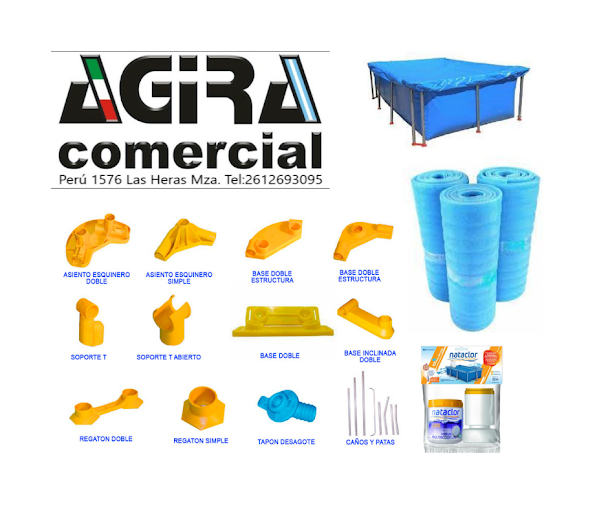 AGIRA
comercial
Perú 1576 Las Heras Mza. Tel:2612693095
ASIENTO ESQUINERO
DOBLE
ASIENTO ESQUINERO
SIMPLE
BASE DOBLE
ESTRUCTURA
BASE DOBLE
ESTRUCTURA
SOPORTE T
SOPORTE T ABIERTO
BASE DOBLE
BASE INCLINADA
DOBLE
REGATON DOBLE
REGATON SIMPLE
TAPON DESAGOTE
CAÑOS Y PATAS
nataclor
nataclor